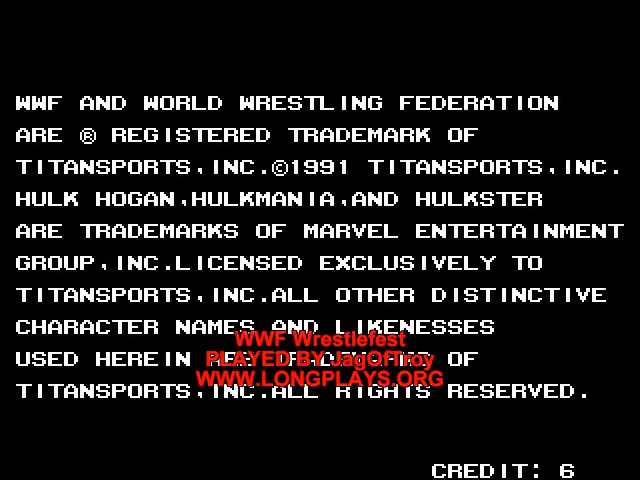 WWF AND WORLD WRESTLING FEDERATION
ARE ® REGISTERED TRADEMARK OF
TITANSPORTS,INC.©1991 TITANSPORTS,INC.
HULK HOGAN,HULKMANIA,AND HULKSTER
ARE TRADEMARKS OF MARVEL ENTERTAINMENT
GROUP,INC.LICENSED EXCLUSIVELY TO
TITANSPORTS,INC.ALL OTHER DISTINCTIVE
CHARACTER NAMES AND LIKENESSES
WWF Wrestlefest
USED HEREIN ARE TRADEMARKS OF
PLAYED BY JagOfTroy
WWW.LONGPLAYS.ORG
TITANSPORTS,INC.ALL RIGHTS RESERVED.
CREDIT: 6